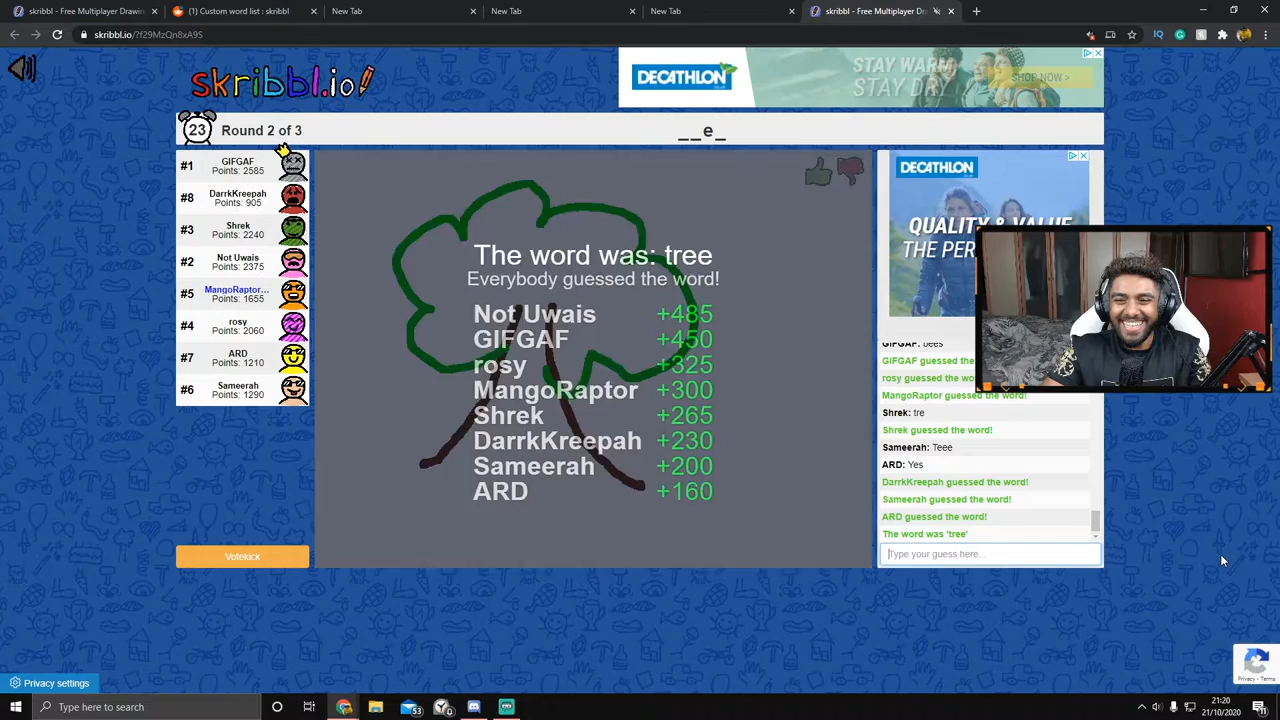 skribbl - Free Multiplayer Drawin
[1] Custom word list : skribbl
New Tab
New Tab
New Tab
skribbl - Free Multiplayer Dr
skribbl.io/?f29MzQn8xA9S
skribbl.io
DECATHLON
STAY WARM
STAY DRY
SHOP NOW >
23
Round 2 of 3
__e_
#1
GIFGAF
Points: 2585
#8
DarrkKreepah
Points: 905
#3
Shrek
Points: 2240
#2
Not Uwais
Points: 2375
#5
MangoRaptor...
Points: 1655
#4
rosy
Points: 2060
#7
ARD
Points: 1210
#6
Sameerah
Points: 1290
Votekick
The word was: tree
Everybody guessed the word!
Not Uwais +485
GIFGAF +450
rosy +325
MangoRaptor +300
Shrek +265
DarrkKreepah +230
Sameerah +200
ARD +160
DECATHLON
QUALITY & VALUE
THE PER
GIFGAF: bees
GIFGAF guessed the
rosy guessed the wo
MangoRaptor guessed the word!
Shrek: tre
Shrek guessed the word!
Sameerah: Teee
ARD: Yes
DarrkKreepah guessed the word!
Sameerah guessed the word!
ARD guessed the word!
The word was 'tree'
Type your guess here...
Privacy - Terms
Privacy settings
Type here to search
53
21:20
21/10/2020